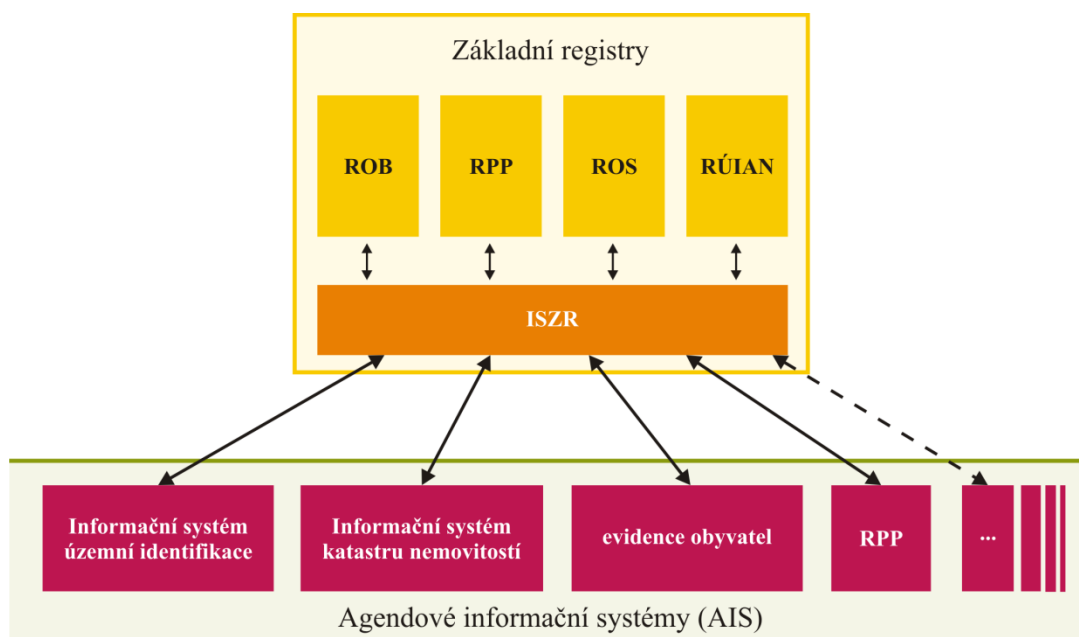 Základní registry
ROB
RPP
ROS
RÚIAN
ISZR
Informační systém
územní identifikace
Informační systém
katastru nemovitostí
evidence obyvatel
RPP
...
Agendové informační systémy (AIS)